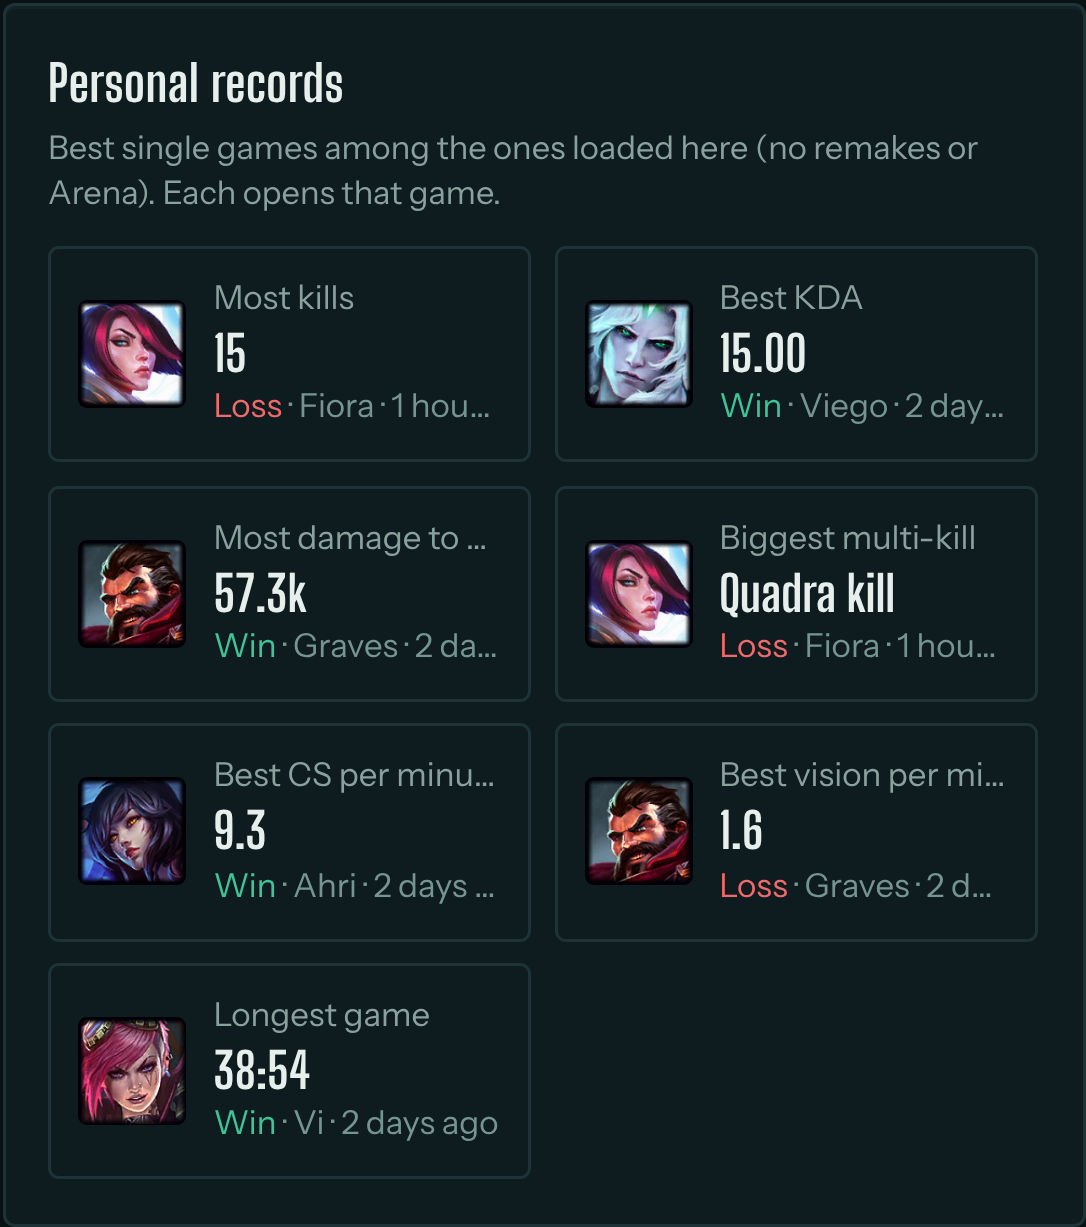 Personal records
Best single games among the ones loaded here (no remakes or
Arena). Each opens that game.
Most kills
15
Loss · Fiora · 1 hou...
Best KDA
15.00
Win · Viego · 2 day...
Most damage to ...
57.3k
Win · Graves · 2 da...
Biggest multi-kill
Quadra kill
Loss · Fiora · 1 hou...
Best CS per minu...
9.3
Win · Ahri · 2 days ...
Best vision per mi...
1.6
Loss · Graves · 2 d...
Longest game
38:54
Win · Vi · 2 days ago